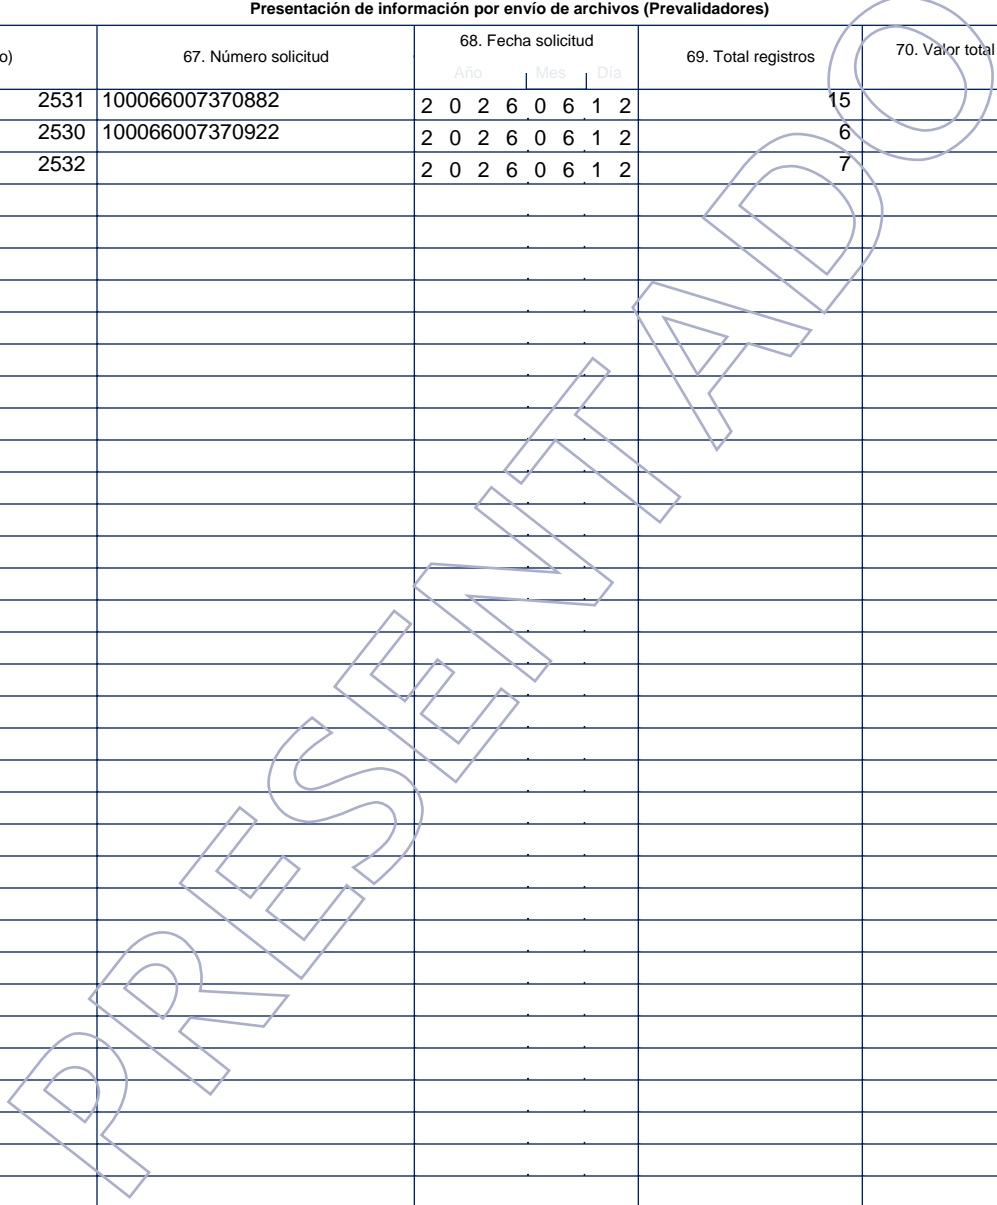 Presentación de información por envío de archivos (Prevalidadores)
o) 67. Número solicitud 68. Fecha solicitud 69. Total registros 70. Valor total
Año Mes Día
2531 100066007370882 2 0 2 6 0 6 1 2 15
2530 100066007370922 2 0 2 6 0 6 1 2 6
2532 2 0 2 6 0 6 1 2 7
PRESENTADO